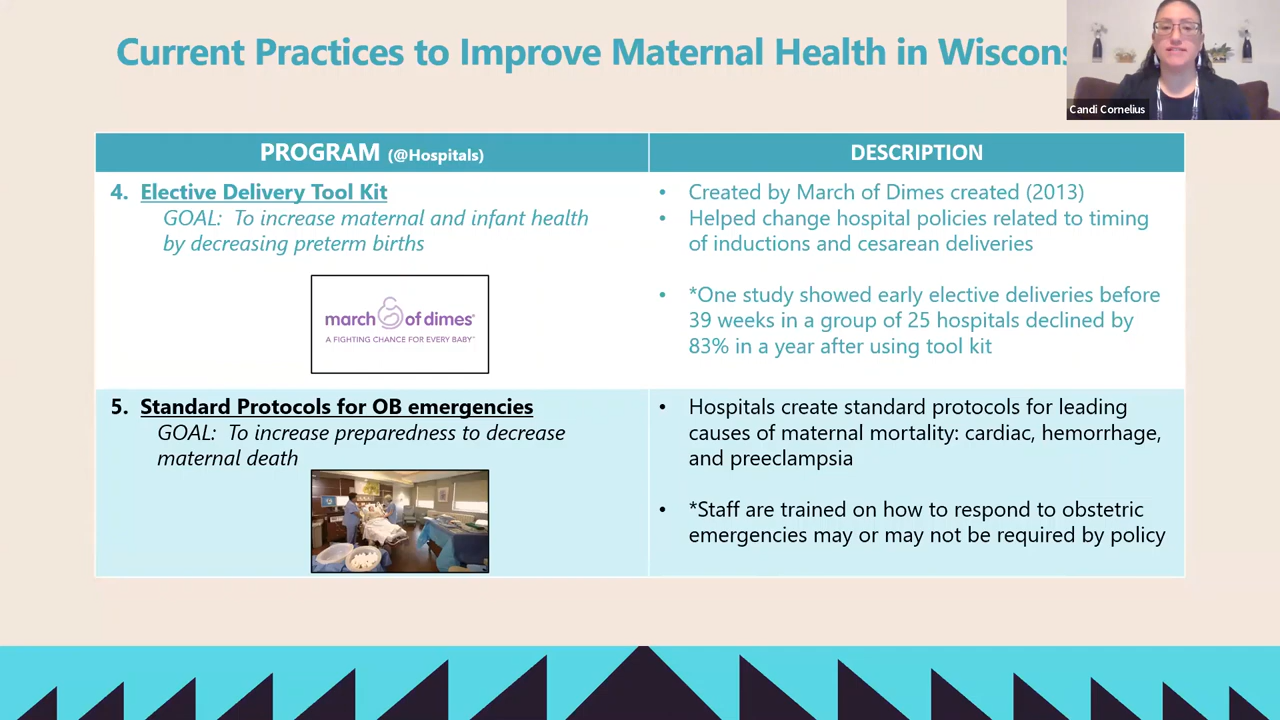 Current Practices to Improve Maternal Health in Wiscons
Candi Cornelius
PROGRAM (@Hospitals)
DESCRIPTION
4. Elective Delivery Tool Kit
GOAL: To increase maternal and infant health
by decreasing preterm births
march of dimes
A FIGHTING CHANCE FOR EVERY BABY™
• Created by March of Dimes created (2013)
• Helped change hospital policies related to timing
of inductions and cesarean deliveries
• *One study showed early elective deliveries before
39 weeks in a group of 25 hospitals declined by
83% in a year after using tool kit
5. Standard Protocols for OB emergencies
GOAL: To increase preparedness to decrease
maternal death
• Hospitals create standard protocols for leading
causes of maternal mortality: cardiac, hemorrhage,
and preeclampsia
• *Staff are trained on how to respond to obstetric
emergencies may or may not be required by policy